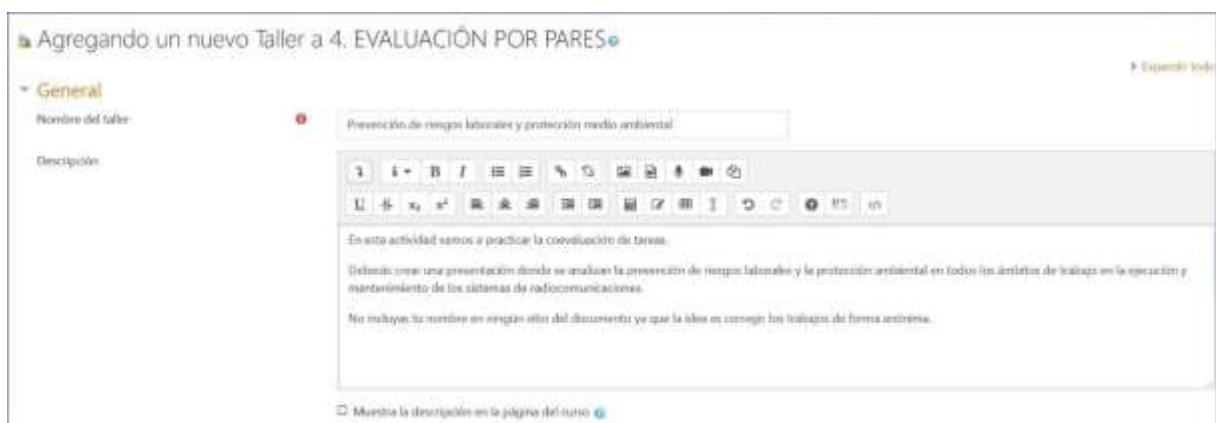 Agregando un nuevo Taller a 4. EVALUACIÓN POR PARES
Expandir todo
General
Nombre del taller
Prevención de riesgos laborales y protección medio ambiental
Descripción
En esta actividad vamos a practicar la coevaluación de tareas.
Deberás crear una presentación donde se analizan la prevención de riesgos laborales y la protección ambiental en todos los ámbitos de trabajo en la ejecución y
mantenimiento de los sistemas de radiocomunicaciones.
No incluyas tu nombre en ningún sitio del documento ya que la idea es corregir los trabajos de forma anónima.
Muestra la descripción en la página del curso